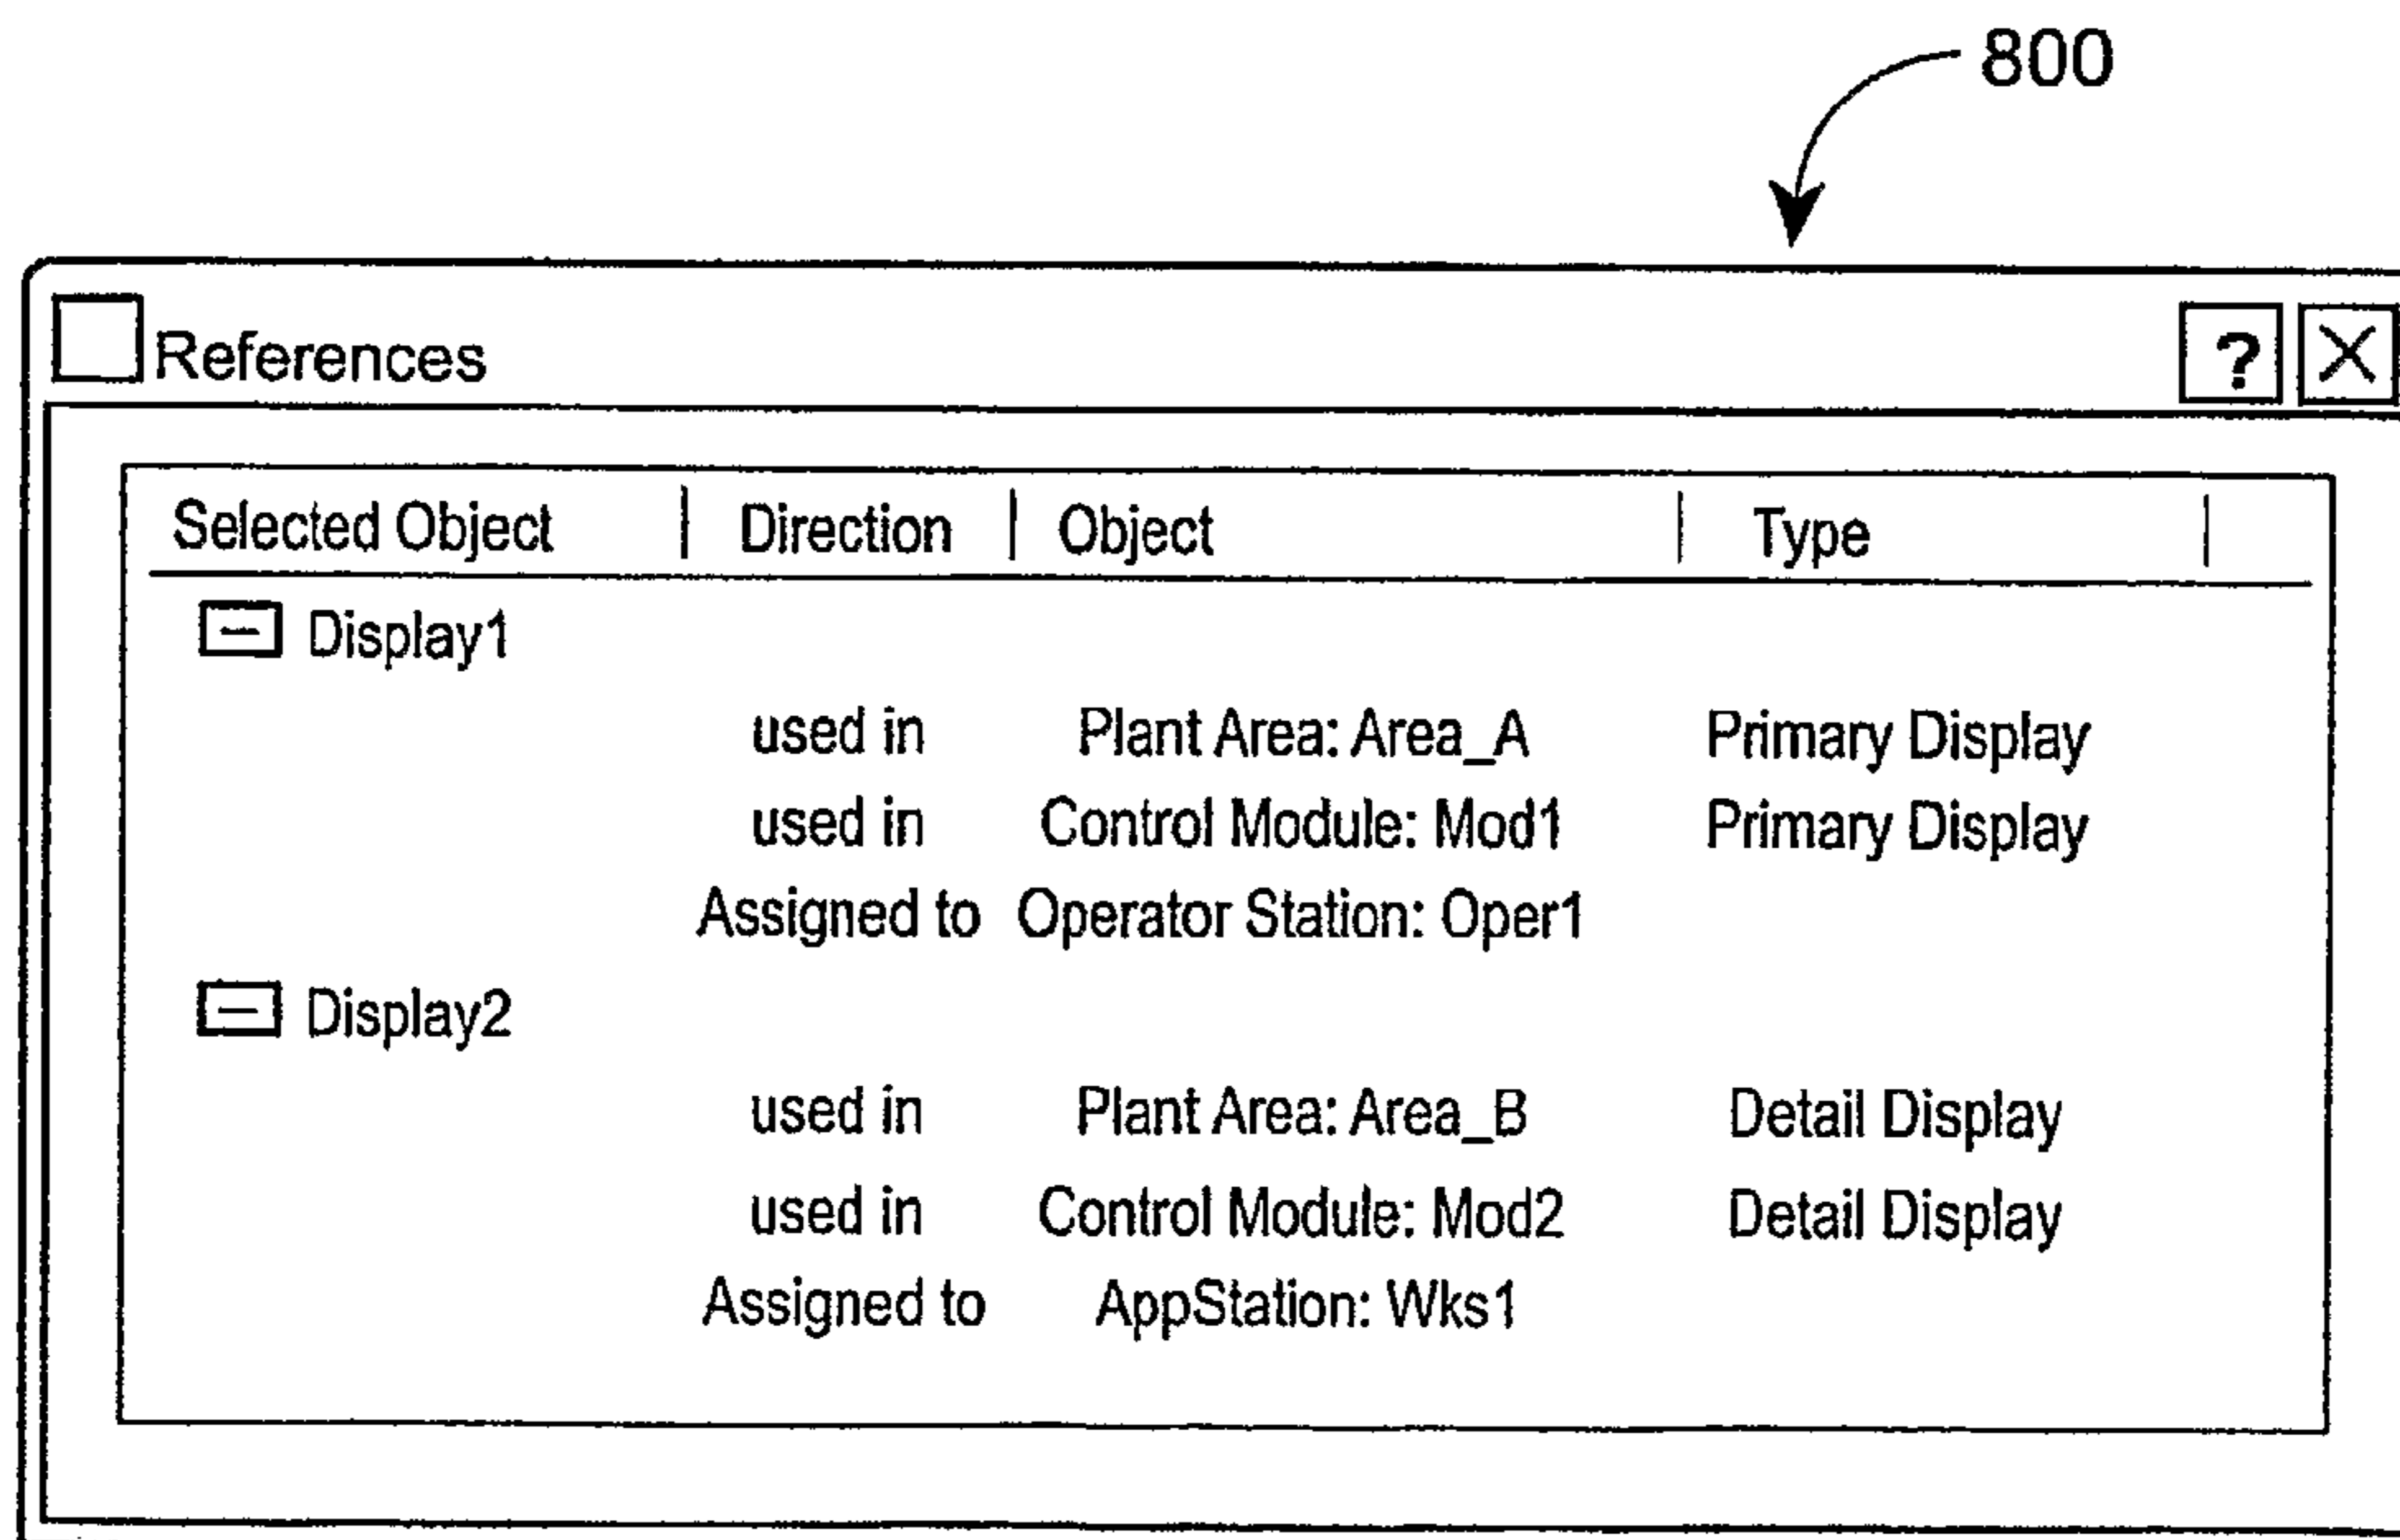 800
References ? X
Selected Object Direction Object Type
Display1
used in Plant Area: Area_A Primary Display
used in Control Module: Mod1 Primary Display
Assigned to Operator Station: Oper1
Display2
used in Plant Area: Area_B Detail Display
used in Control Module: Mod2 Detail Display
Assigned to AppStation: Wks1